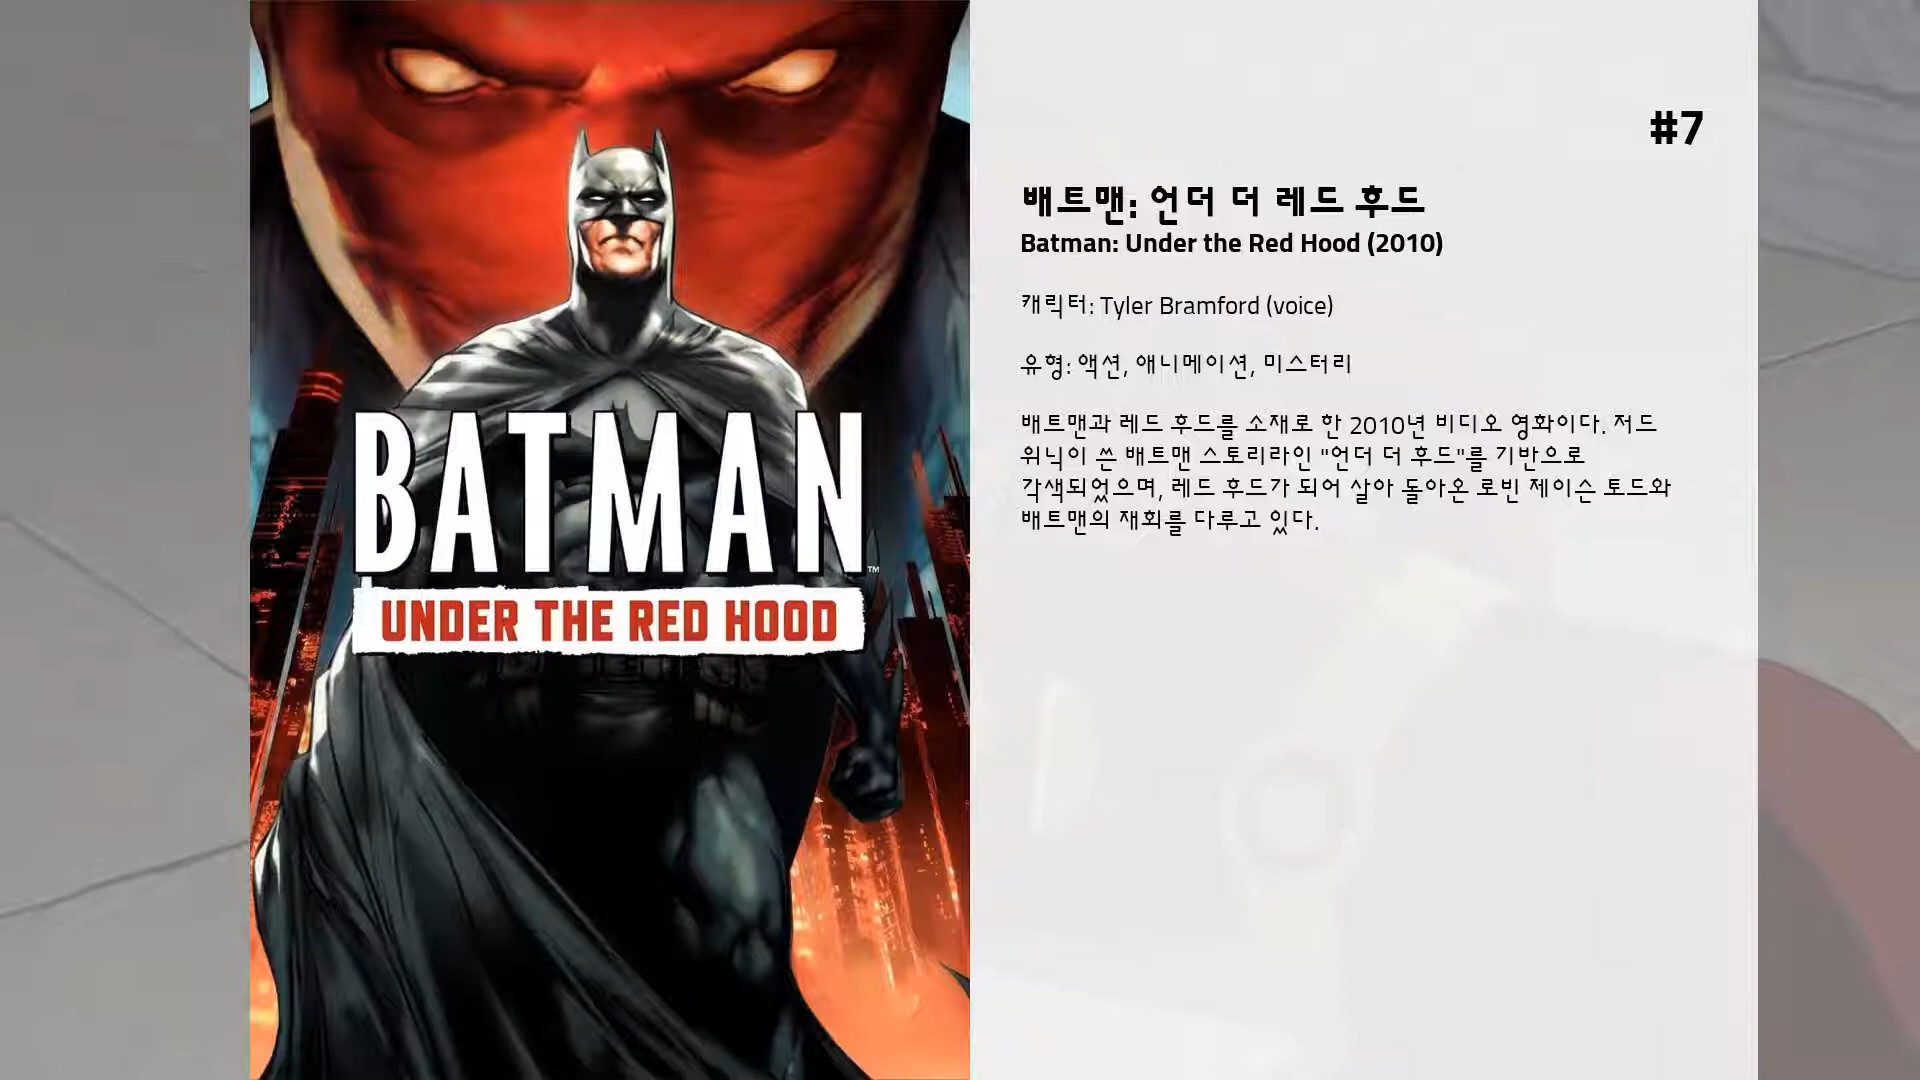 BATMAN
TM
UNDER THE RED HOOD
#7
배트맨: 언더 더 레드 후드
Batman: Under the Red Hood (2010)
캐릭터: Tyler Bramford (voice)
유형: 액션, 애니메이션, 미스터리
배트맨과 레드 후드를 소재로 한 2010년 비디오 영화이다. 저드
위닉이 쓴 배트맨 스토리라인 "언더 더 후드"를 기반으로
각색되었으며, 레드 후드가 되어 살아 돌아온 로빈 제이슨 토드와
배트맨의 재회를 다루고 있다.